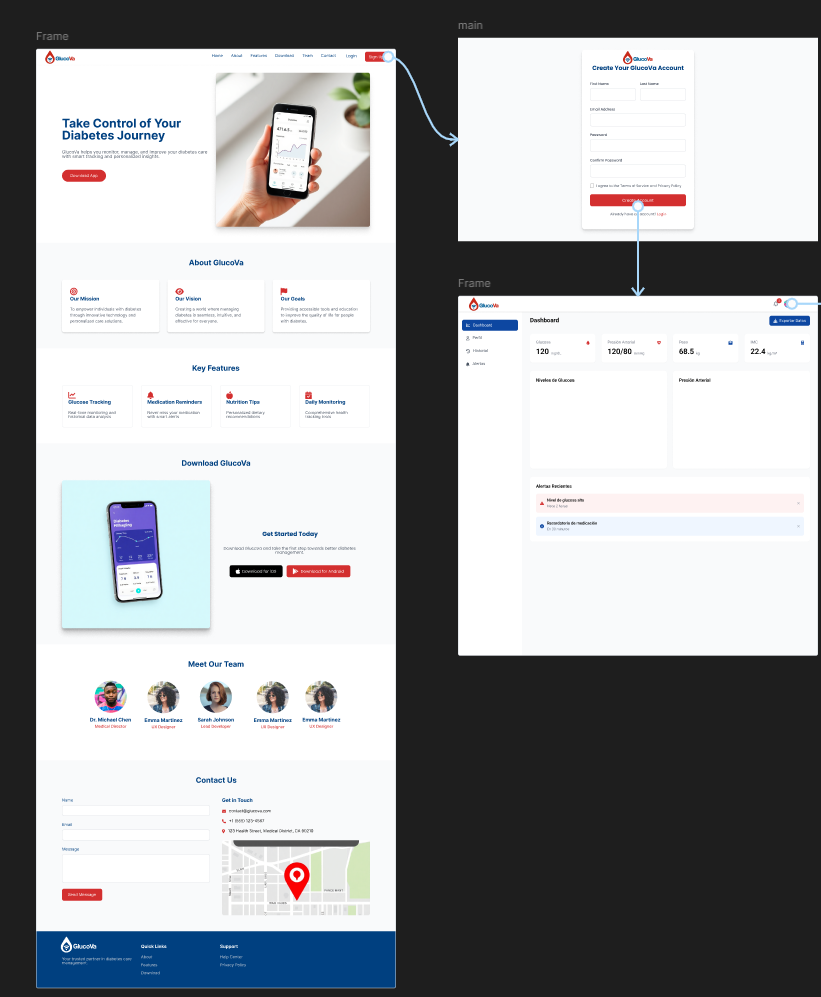 Frame
GlucoVa
Home About Features Download Team Contact Login Sign
Take Control of Your
Diabetes Journey
GlucoVa helps you monitor, manage, and improve your diabetes care
with smart tracking and personalized insights.
Download App
About GlucoVa
Our Mission
To empower individuals with diabetes
through innovative technology and
personalized care solutions.
Our Vision
Creating a world where managing
diabetes is seamless, intuitive, and
effective for everyone.
Our Goals
Providing accessible tools and education
to improve the quality of life for people
with diabetes.
Key Features
Glucose Tracking
Real-time monitoring and
historical data analysis
Medication Reminders
Never miss your medication
with smart alerts
Nutrition Tips
Personalized dietary
recommendations
Daily Monitoring
Comprehensive health
tracking tools
Download GlucoVa
Diabetes
Get Started Today
Download GlucoVa and take the first step towards better diabetes
management.
Download for iOS
Download for Android
Meet Our Team
Dr. Michael Chen
Medical Director
Emma Martinez
UX Designer
Sarah Johnson
Lead Developer
Emma Martinez
UX Designer
Emma Martinez
UX Designer
Contact Us
Name
Email
Message
Send Message
Get in Touch
contact@glucova.com
+1 (555) 123-4567
123 Health Street, Medical District, CA 90210
GlucoVa
Your trusted partner in diabetes care
management.
Quick Links
About
Features
Download
Support
Help Center
Privacy Policy
main
GlucoVa
Create Your GlucoVa Account
First Name
Last Name
Email Address
Password
Confirm Password
I agree to the Terms of Service and Privacy Policy
Create Account
Already have an account? Login
Frame
GlucoVa
Dashboard
Perfil
Historial
Alertas
Dashboard
Exportar Datos
Glucosa
120 mg/dL
Presión Arterial
120/80 mmHg
Peso
68.5 kg
IMC
22.4 kg/m²
Niveles de Glucosa
Presión Arterial
Alertas Recientes
Nivel de glucosa alto
Hace 2 horas
Recordatorio de medicación
En 30 minutos